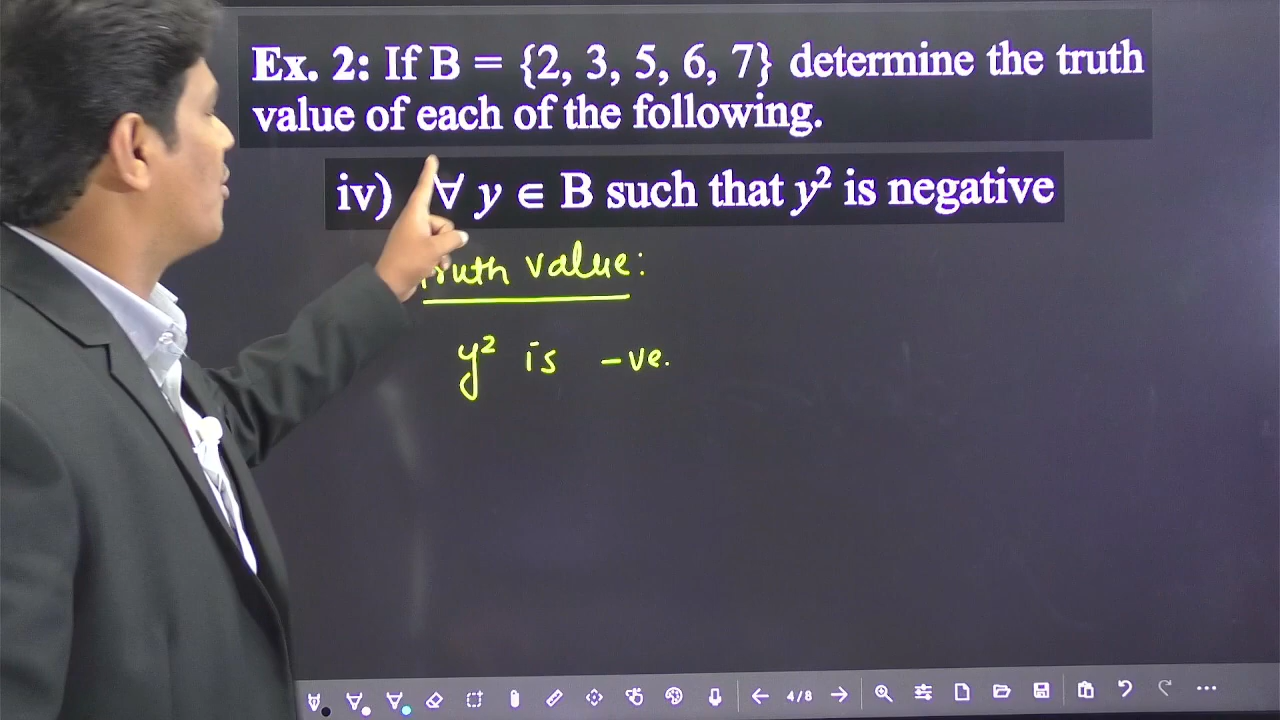 Ex. 2: If B = {2, 3, 5, 6, 7} determine the truth
value of each of the following.
iv) ∀ y ∈ B such that y² is negative
value:
y² is -ve.
4/8